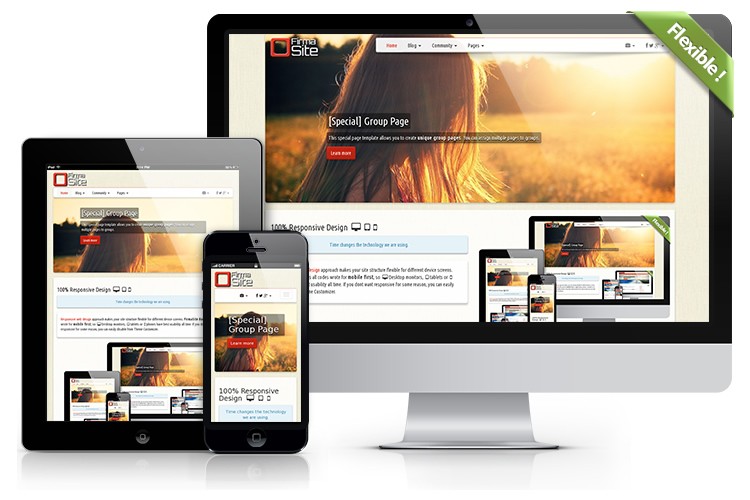 Flexible!
Firma
Site
Home Blog Community Pages
[Special] Group Page
This special page template allows you to create unique group pages. You can assign multiple pages to groups.
Learn more
100% Responsive Design
Time changes the technology we are using
design approach makes your site structure flexible for different device screens.
all codes wrote for mobile first, so Desktop monitors, tablets or
usability all time. If you dont want responsive for some reason, you can easily
Customizer.
Firma
Site
Home Blog Community Pages
[Special] Group Page
Learn more
100% Responsive Design
Time changes the technology we are using
CARRIER
Firma
Site
[Special]
Group Page
Learn more
100% Responsive
Design
Time changes the technology
we are using